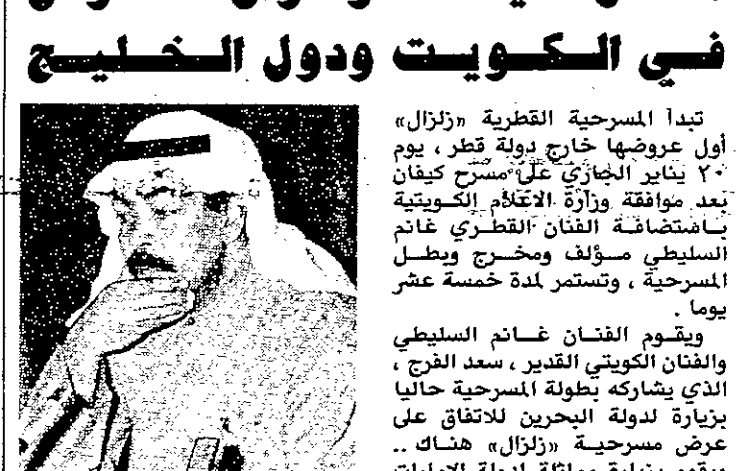 في الكويت ودول الخليج
تبدأ المسرحية القطرية «زلزال»
أول عروضها خارج دولة قطر ، يوم
٢٠ يناير الجاري على مسرح كيفان
بعد موافقة وزارة الاعلام الكويتية
باستضافة الفنان القطري غانم
السليطي مؤلف ومخرج وبطل
المسرحية ، وتستمر لمدة خمسة عشر
يوما .
ويقوم الفنان غانم السليطي
والفنان الكويتي القدير ، سعد الفرج ،
الذي يشاركه بطولة المسرحية حاليا
بزيارة لدولة البحرين للاتفاق على
عرض مسرحية «زلزال» هناك ..